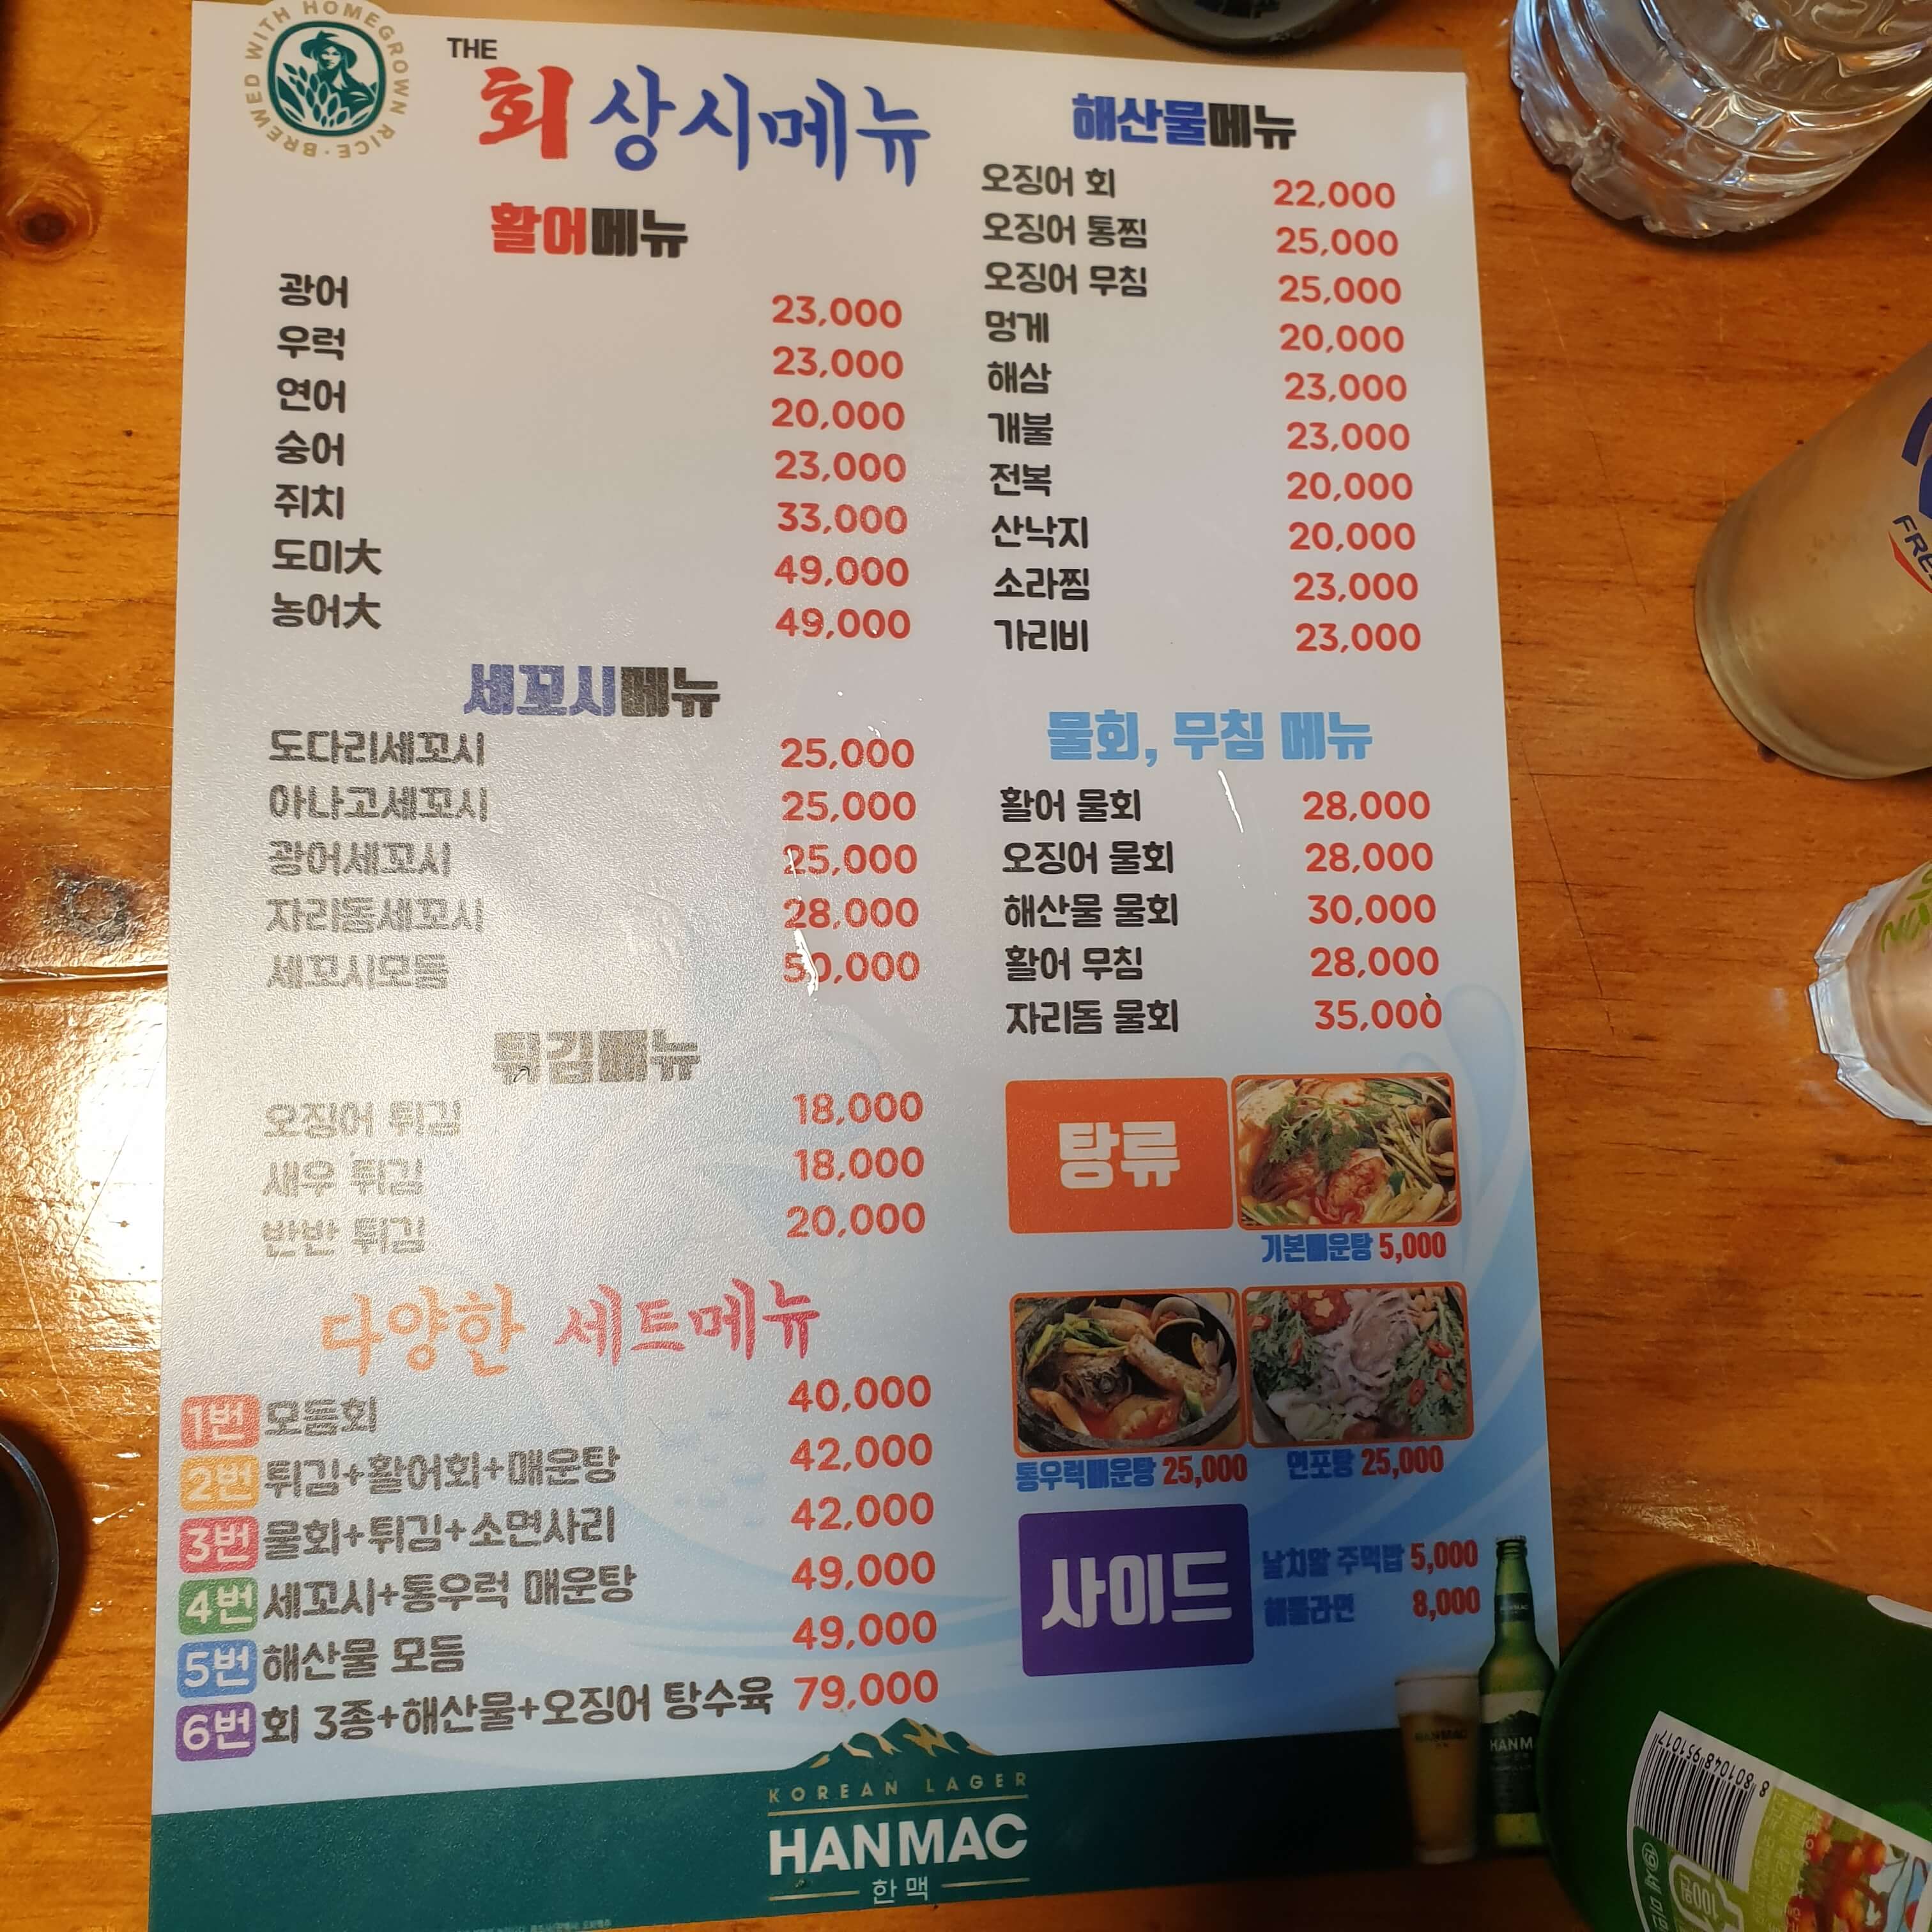 BREWED WITH HOMEGROWN RICE
THE
회 상시메뉴
활어메뉴
광어 23,000
우럭 23,000
연어 20,000
숭어 23,000
쥐치 33,000
도미大 49,000
농어大 49,000
세꼬시메뉴
도다리세꼬시 25,000
아나고세꼬시 25,000
광어세꼬시 25,000
자리돔세꼬시 28,000
세꼬시모듬 50,000
튀김메뉴
오징어 튀김 18,000
새우 튀김 18,000
반반 튀김 20,000
다양한 세트메뉴
1번 모듬회 40,000
2번 튀김+활어회+매운탕 42,000
3번 물회+튀김+소면사리 42,000
4번 세꼬시+통우럭 매운탕 49,000
5번 해산물 모듬 49,000
6번 회 3종+해산물+오징어 탕수육 79,000
해산물메뉴
오징어 회 22,000
오징어 통찜 25,000
오징어 무침 25,000
멍게 20,000
해삼 23,000
개불 23,000
전복 20,000
산낙지 20,000
소라찜 23,000
가리비 23,000
물회, 무침 메뉴
활어 물회 28,000
오징어 물회 28,000
해산물 물회 30,000
활어 무침 28,000
자리돔 물회 35,000
탕류
기본매운탕 5,000
통우럭매운탕 25,000
연포탕 25,000
사이드
날치알 주먹밥 5,000
해물라면 8,000
KOREAN LAGER
HANMAC
한맥
HANMAC
HANM
FRE
8 801048 951017